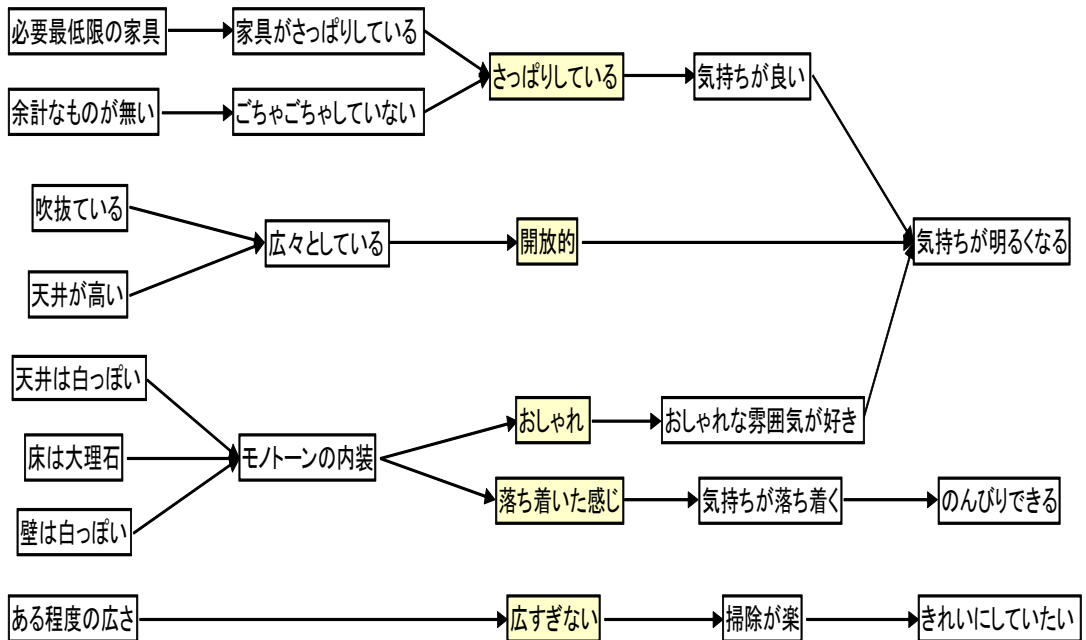 必要最低限の家具
家具がさっぱりしている
さっぱりしている
気持ちが良い
余計なものが無い
ごちゃごちゃしていない
吹抜ている
広々としている
開放的
気持ちが明るくなる
天井が高い
天井は白っぽい
床は大理石
壁は白っぽい
モノトーンの内装
おしゃれ
おしゃれな雰囲気が好き
落ち着いた感じ
気持ちが落ち着く
のんびりできる
ある程度の広さ
広すぎない
掃除が楽
きれいにしていたい